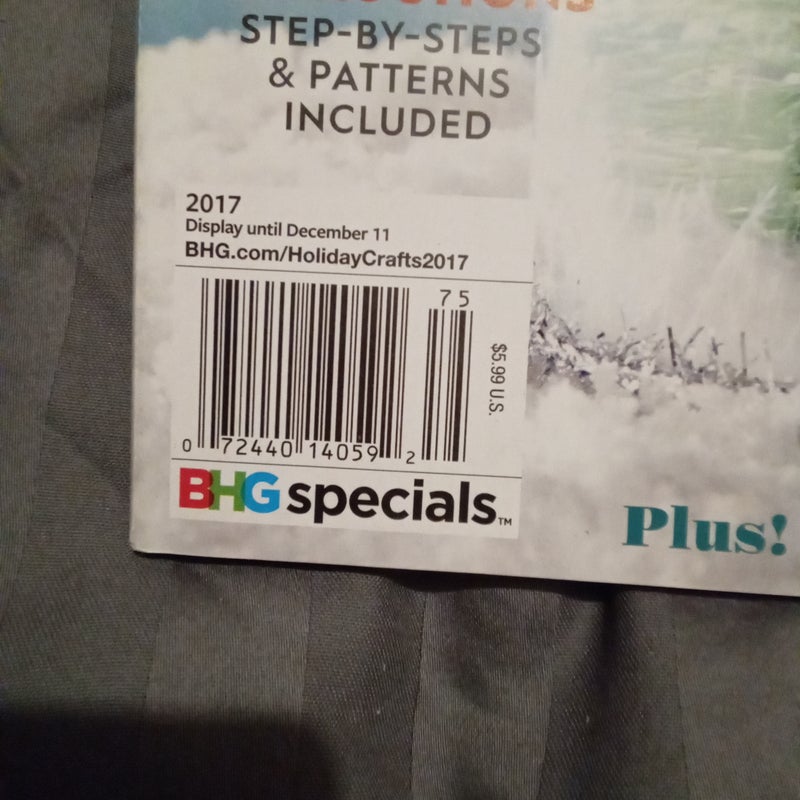 STEP-BY-STEPS
& PATTERNS
INCLUDED
2017
Display until December 11
BHG.com/HolidayCrafts2017
75
$5.99 U.S.
0 72440 14059 2
BHG specials™
Plus!